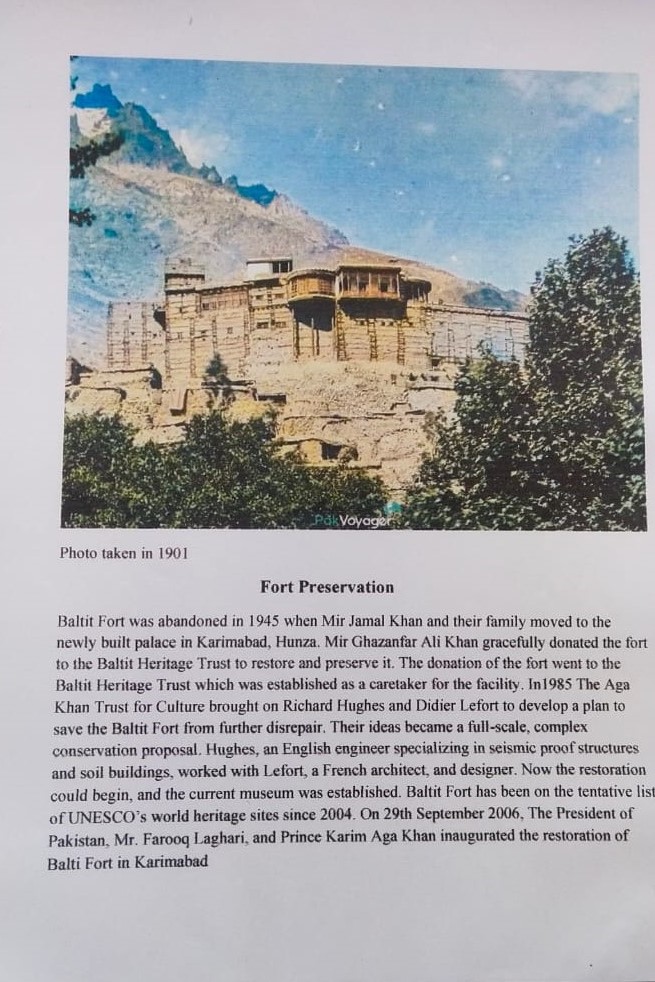 PakVoyager
Photo taken in 1901
Fort Preservation
Baltit Fort was abandoned in 1945 when Mir Jamal Khan and their family moved to the
newly built palace in Karimabad, Hunza. Mir Ghazanfar Ali Khan gracefully donated the fort
to the Baltit Heritage Trust to restore and preserve it. The donation of the fort went to the
Baltit Heritage Trust which was established as a caretaker for the facility. In1985 The Aga
Khan Trust for Culture brought on Richard Hughes and Didier Lefort to develop a plan to
save the Baltit Fort from further disrepair. Their ideas became a full-scale, complex
conservation proposal. Hughes, an English engineer specializing in seismic proof structures
and soil buildings, worked with Lefort, a French architect, and designer. Now the restoration
could begin, and the current museum was established. Baltit Fort has been on the tentative list
of UNESCO's world heritage sites since 2004. On 29th September 2006, The President of
Pakistan, Mr. Farooq Laghari, and Prince Karim Aga Khan inaugurated the restoration of
Balti Fort in Karimabad